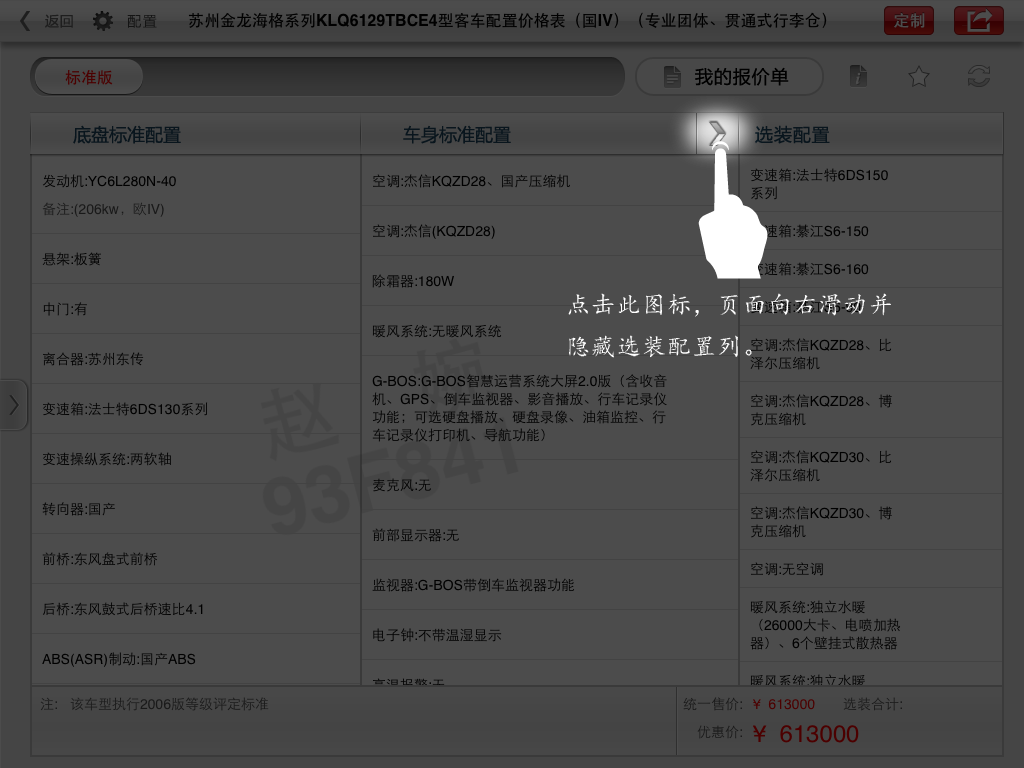 返回 配置 苏州金龙海格系列KLQ6129TBCE4型客车配置价格表（国IV）（专业团体、贯通式行李仓） 定制
标准版 我的报价单
底盘标准配置 车身标准配置 选装配置
发动机:YC6L280N-40
备注:(206kw，欧IV)
悬架:板簧
中门:有
离合器:苏州东传
变速箱:法士特6DS130系列
变速操纵系统:两软轴
转向器:国产
前桥:东风盘式前桥
后桥:东风鼓式后桥速比4.1
ABS(ASR)制动:国产ABS
空调:杰信KQZD28、国产压缩机
空调:杰信(KQZD28)
除霜器:180W
暖风系统:无暖风系统
G-BOS:G-BOS智慧运营系统大屏2.0版（含收音
机、GPS、倒车监视器、影音播放、行车记录仪
功能；可选硬盘播放、硬盘录像、油箱监控、行
车记录仪打印机、导航功能）
麦克风:无
前部显示器:无
监视器:G-BOS带倒车监视器功能
电子钟:不带温湿显示
高温报警:无
变速箱:法士特6DS150
系列
变速箱:綦江S6-150
变速箱:綦江S6-160
空调:杰信KQZD28、比
泽尔压缩机
空调:杰信KQZD28、博
克压缩机
空调:杰信KQZD30、比
泽尔压缩机
空调:杰信KQZD30、博
克压缩机
空调:无空调
暖风系统:独立水暖
（26000大卡、电喷加热
器）、6个壁挂式散热器
暖风系统:独立水暖
点击此图标，页面向右滑动并
隐藏选装配置列。
赵 婉
93F841
注: 该车型执行2006版等级评定标准
统一售价: ¥ 613000 选装合计:
优惠价: ¥ 613000